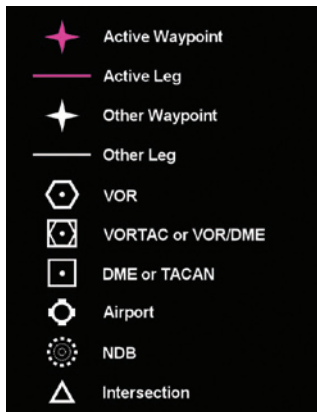 Active Waypoint
Active Leg
Other Waypoint
Other Leg
VOR
VORTAC or VOR/DME
DME or TACAN
Airport
NDB
Intersection